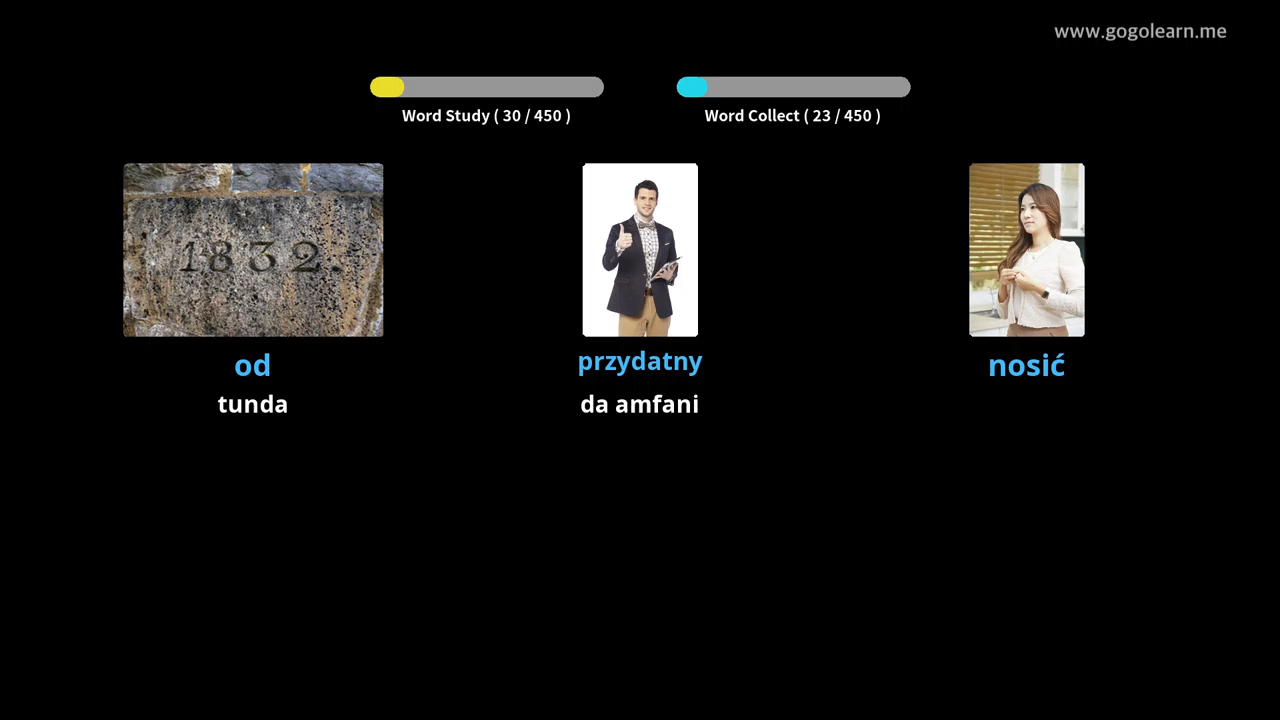 www.gogolearn.me
Word Study ( 30 / 450 )
Word Collect ( 23 / 450 )
1832.
od
przydatny
nosić
tunda
da amfani